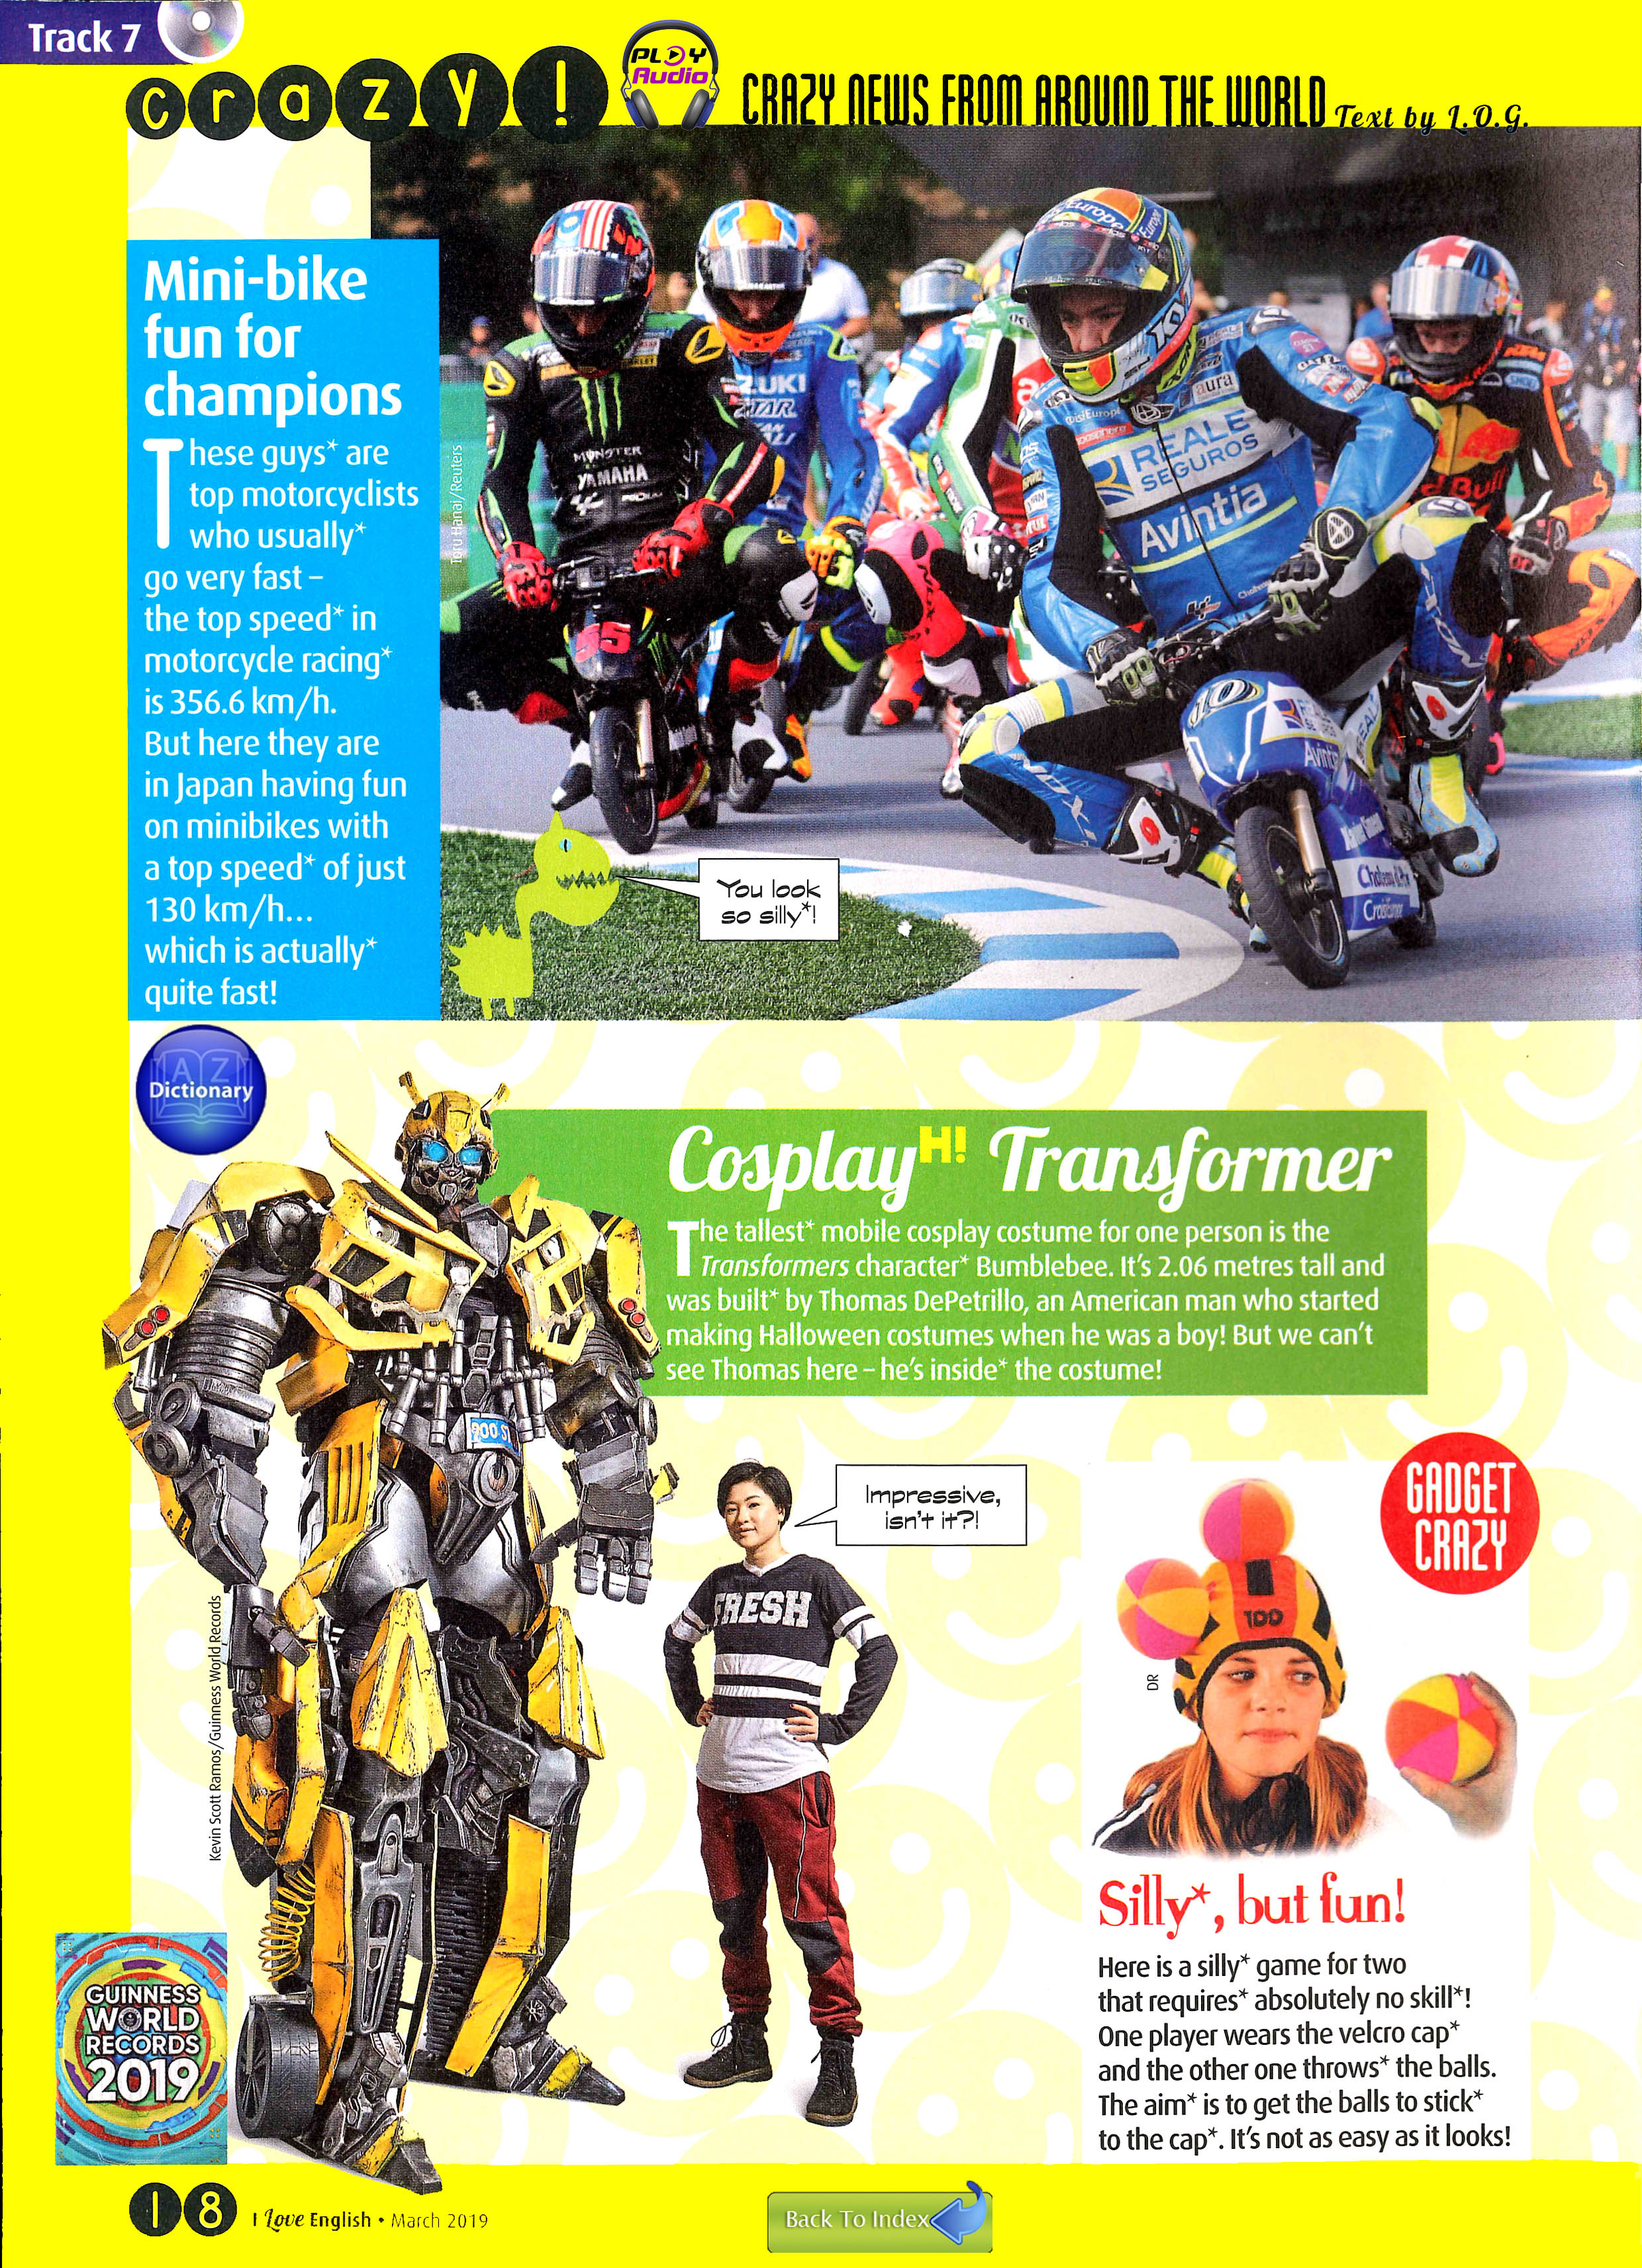 Track 7
crazy!
PLAY
Audio
CRAZY NEWS FROM AROUND THE WORLD Text by L.O.G.
Mini-bike
fun for
champions
These guys* are
top motorcyclists
who usually*
go very fast –
the top speed* in
motorcycle racing*
is 356.6 km/h.
But here they are
in Japan having fun
on minibikes with
a top speed* of just
130 km/h...
which is actually*
quite fast!
Toru Hanai/Reuters
MONSTER
YAMAHA
55
ZUKI
Europe
aura
REALE
SEGUROS
Avintia
Red Bull
10
Avintia
You look
so silly*!
A Z
Dictionary
Cosplay H! Transformer
The tallest* mobile cosplay costume for one person is the
Transformers character* Bumblebee. It's 2.06 metres tall and
was built* by Thomas DePetrillo, an American man who started
making Halloween costumes when he was a boy! But we can't
see Thomas here – he's inside* the costume!
900 S
Impressive,
isn't it?!
FRESH
Kevin Scott Ramos/Guinness World Records
GADGET
CRAZY
100
DR
Silly*, but fun!
Here is a silly* game for two
that requires* absolutely no skill*!
One player wears the velcro cap*
and the other one throws* the balls.
The aim* is to get the balls to stick*
to the cap*. It's not as easy as it looks!
GUINNESS
WORLD
RECORDS
2019
18 I Love English • March 2019
Back To Index